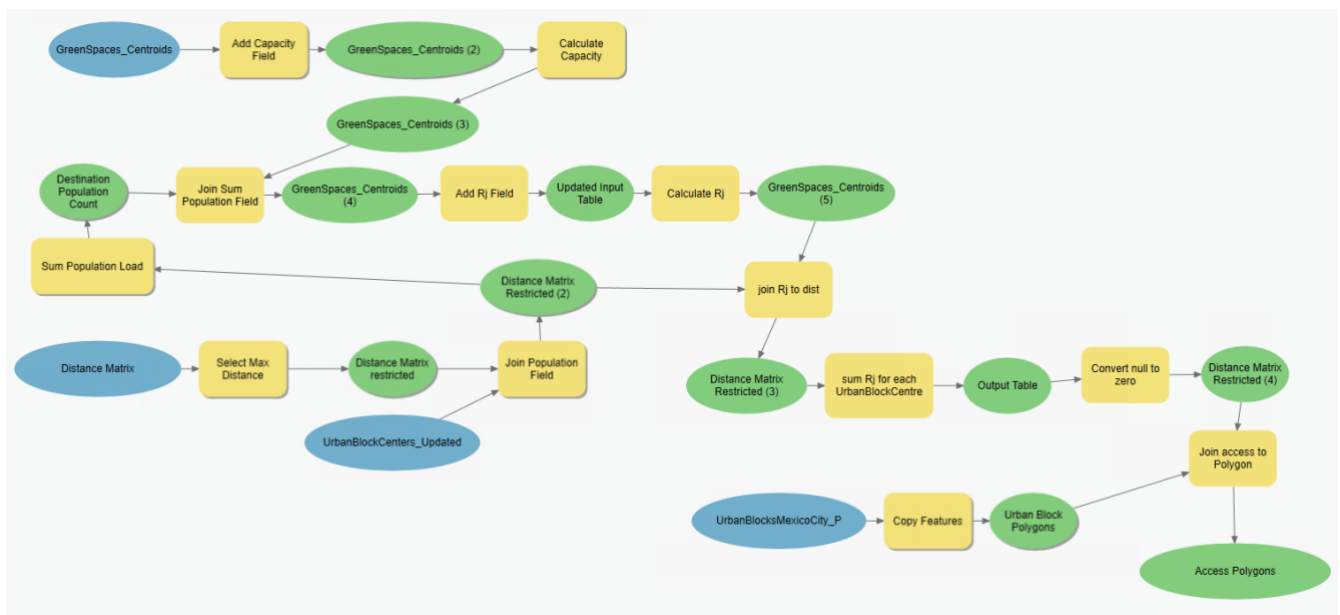 GreenSpaces_Centroids
Add Capacity
Field
GreenSpaces_Centroids (2)
Calculate
Capacity
GreenSpaces_Centroids (3)
Destination
Population
Count
Join Sum
Population Field
GreenSpaces_Centroids
(4)
Add Rj Field
Updated Input
Table
Calculate Rj
GreenSpaces_Centroids
(5)
Sum Population Load
Distance Matrix
Restricted (2)
join Rj to dist
Distance Matrix
Select Max
Distance
Distance Matrix
restricted
Join Population
Field
Distance Matrix
Restricted (3)
sum Rj for each
UrbanBlockCentre
Output Table
Convert null to
zero
Distance Matrix
Restricted (4)
UrbanBlockCenters_Updated
Join access to
Polygon
UrbanBlocksMexicoCity_P
Copy Features
Urban Block
Polygons
Access Polygons